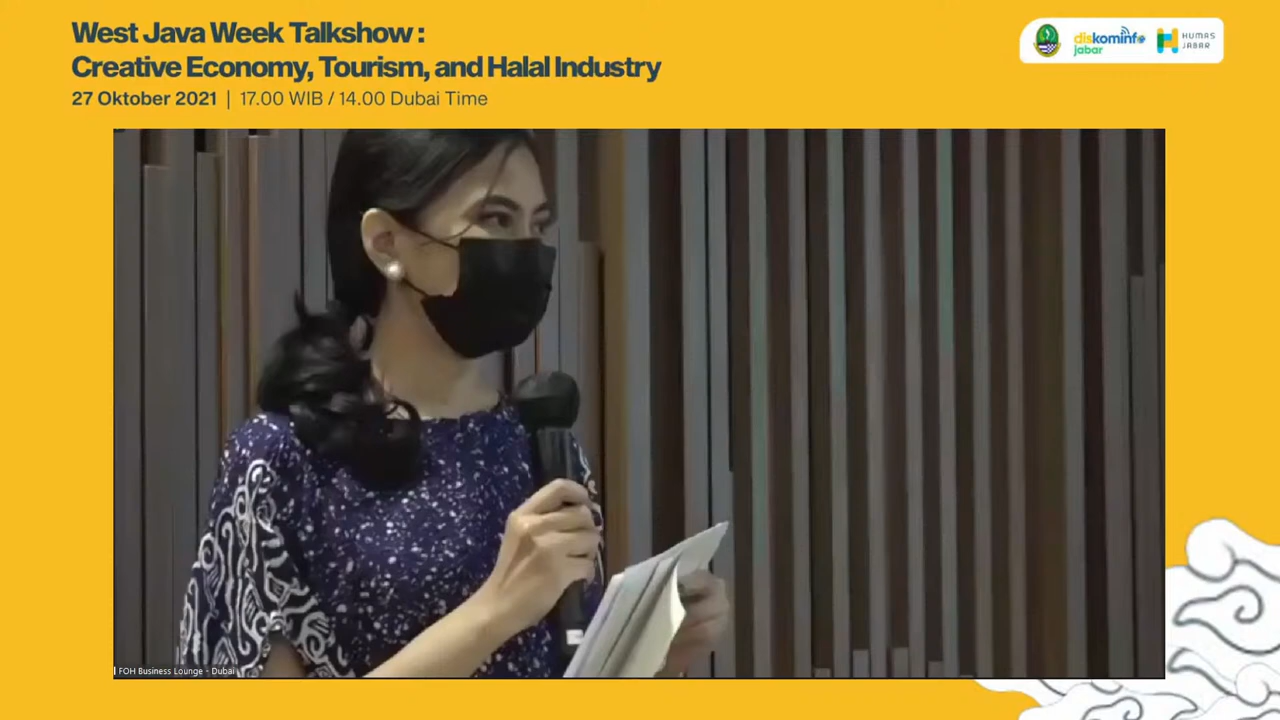 West Java Week Talkshow :
Creative Economy, Tourism, and Halal Industry
27 Oktober 2021 | 17.00 WIB / 14.00 Dubai Time
diskominfo
jabar
HUMAS
JABAR
FOH Business Lounge - Dubai